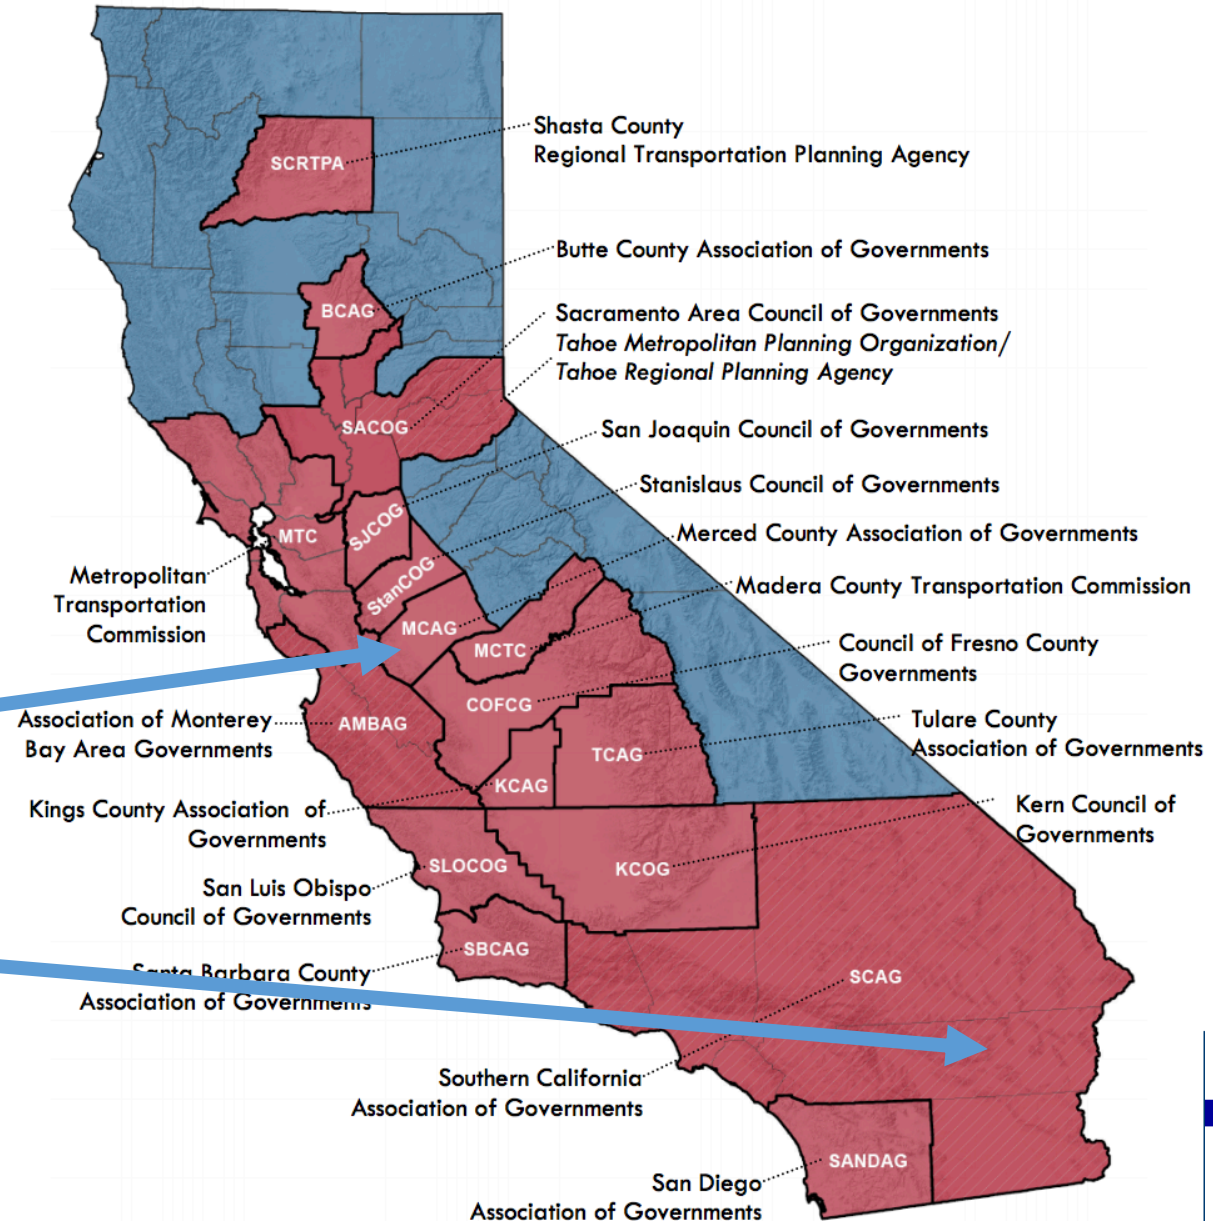 Shasta County
Regional Transportation Planning Agency
SCRTPA
Butte County Association of Governments
BCAG
Sacramento Area Council of Governments
Tahoe Metropolitan Planning Organization/
Tahoe Regional Planning Agency
SACOG
San Joaquin Council of Governments
Stanislaus Council of Governments
SJCOG
MTC
Merced County Association of Governments
Metropolitan
Transportation
Commission
StanCOG
Madera County Transportation Commission
MCAG
MCTC
Council of Fresno County
Governments
COFCG
Association of Monterey
Bay Area Governments
AMBAG
Tulare County
Association of Governments
TCAG
KCAG
Kings County Association of
Governments
Kern Council of
Governments
SLOCOG
KCOG
San Luis Obispo
Council of Governments
SBCAG
Santa Barbara County
Association of Governments
SCAG
Southern California
Association of Governments
SANDAG
San Diego
Association of Governments